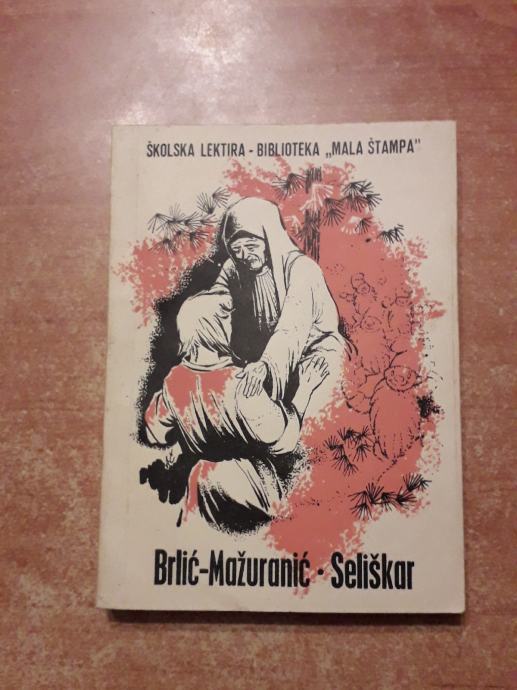 ŠKOLSKA LEKTIRA - BIBLIOTEKA „MALA ŠTAMPA"
Brlić-Mažuranić • Seliškar